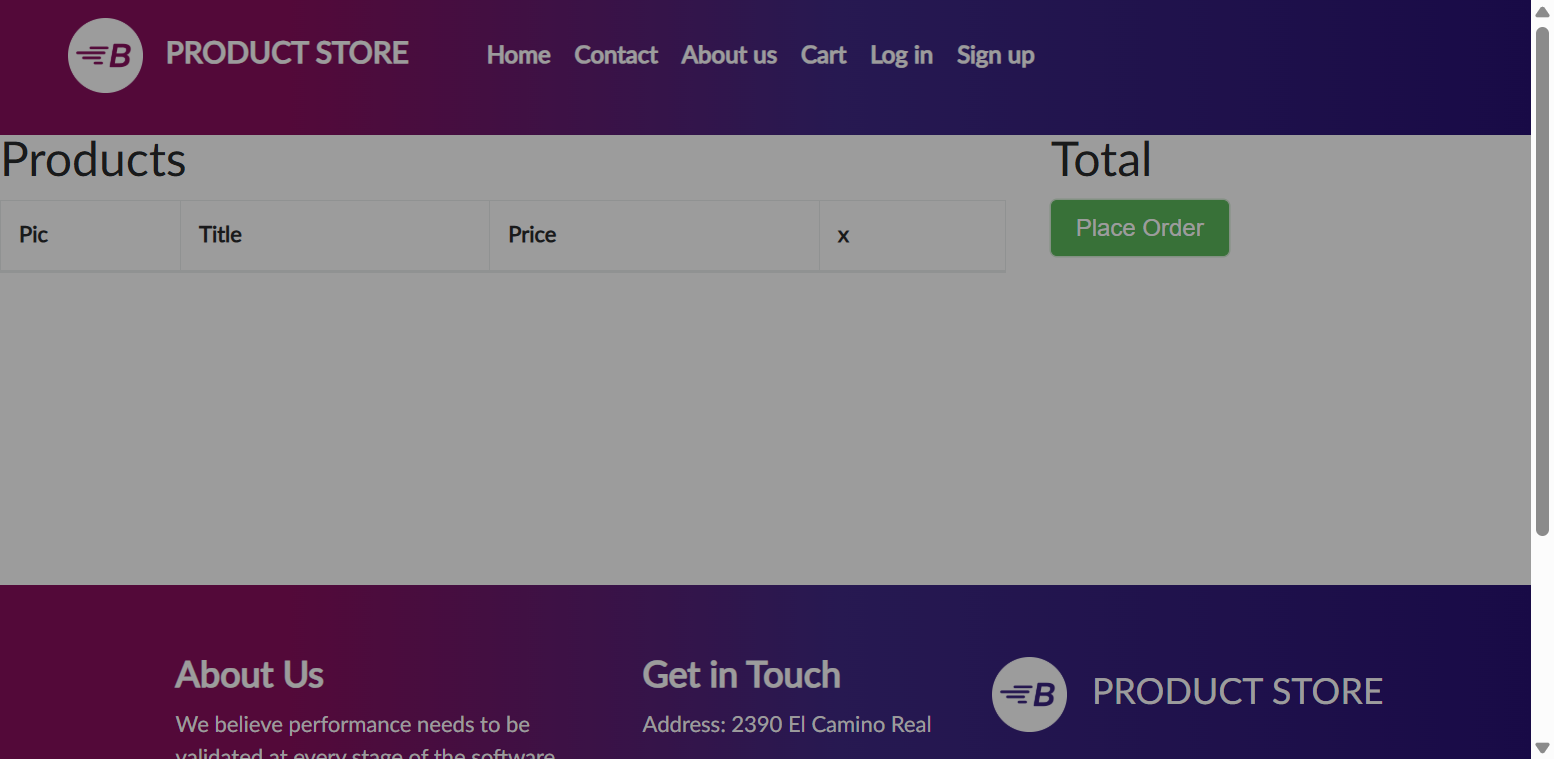 B PRODUCT STORE Home Contact About us Cart Log in Sign up
Products
Total
Pic Title Price x
Place Order
About Us
We believe performance needs to be
validated at every stage of the software
Get in Touch
Address: 2390 El Camino Real
B PRODUCT STORE